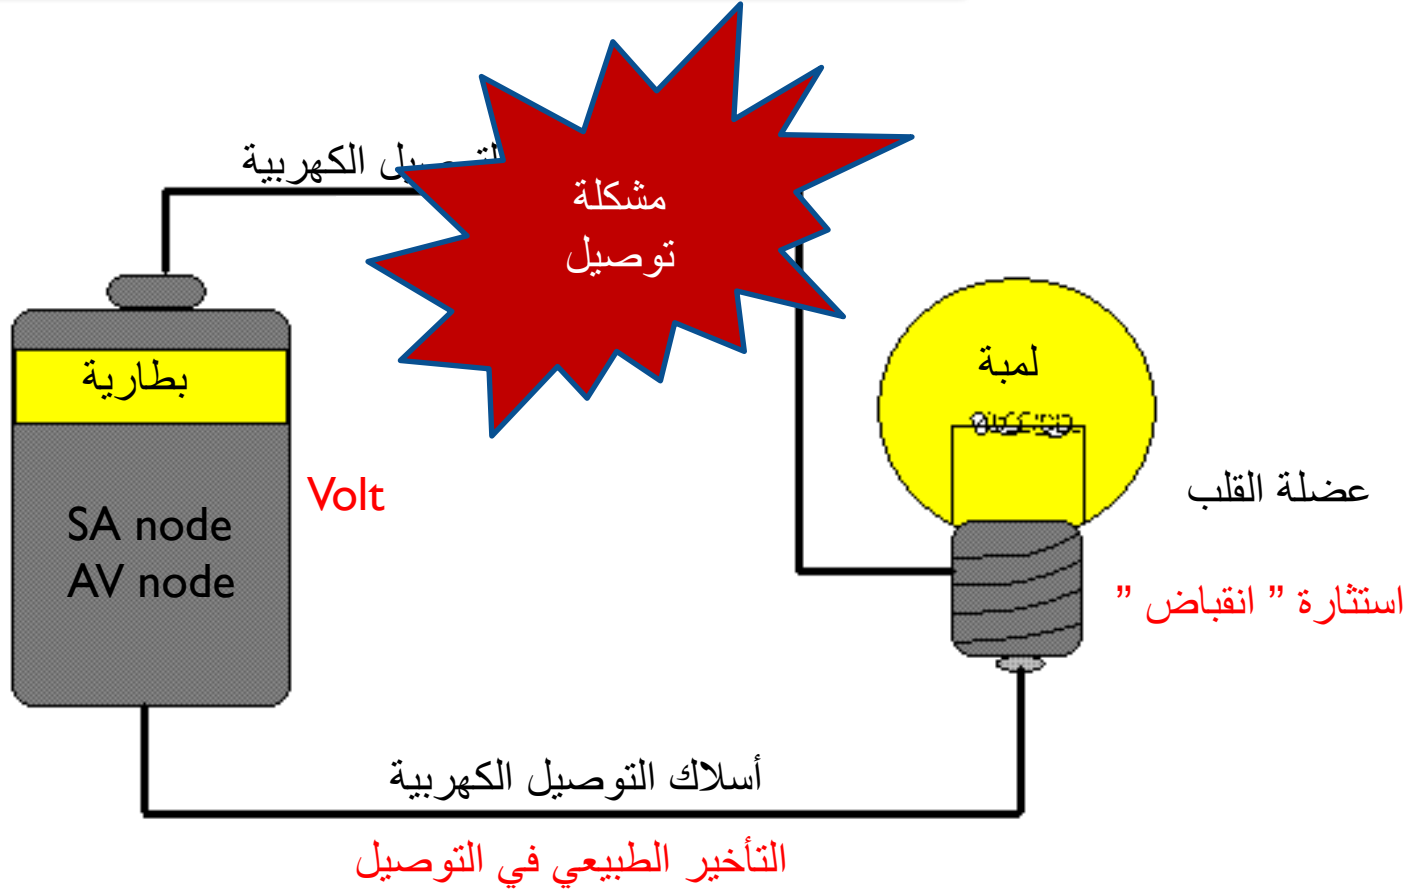 التوصيل الكهربية
مشكلة
توصيل
بطارية
لمبة
Volt
SA node
AV node
عضلة القلب
استثارة ” انقباض ”
أسلاك التوصيل الكهربية
التأخير الطبيعي في التوصيل